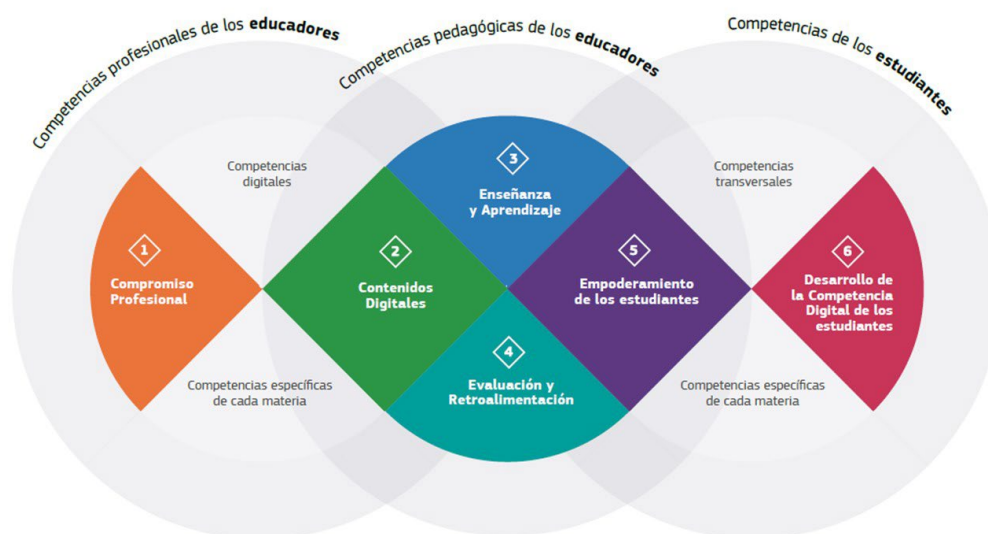 Competencias profesionales de los educadores
Competencias pedagógicas de los educadores
Competencias de los estudiantes
Competencias
digitales
Competencias
transversales
1
Compromiso
Profesional
2
Contenidos
Digitales
3
Enseñanza
y Aprendizaje
4
Evaluación y
Retroalimentación
5
Empoderamiento
de los estudiantes
6
Desarrollo de
la Competencia
Digital de los
estudiantes
Competencias específicas
de cada materia
Competencias específicas
de cada materia